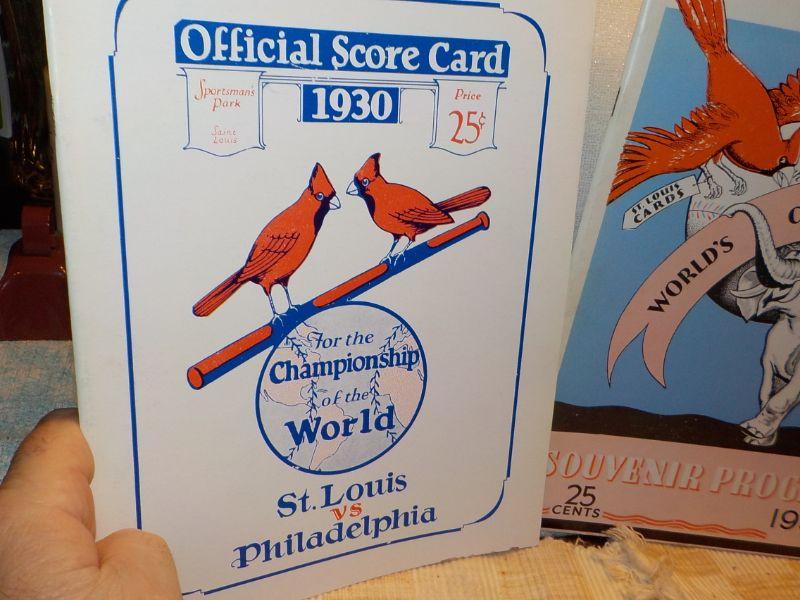 Official Score Card
1930
Sportsman's
Park
Saint
Louis
Price
25¢
for the
Championship
of the
World
St. Louis
vs
Philadelphia
ST. LOUIS
CARDS
WORLD'S
SOUVENIR
25
CENTS